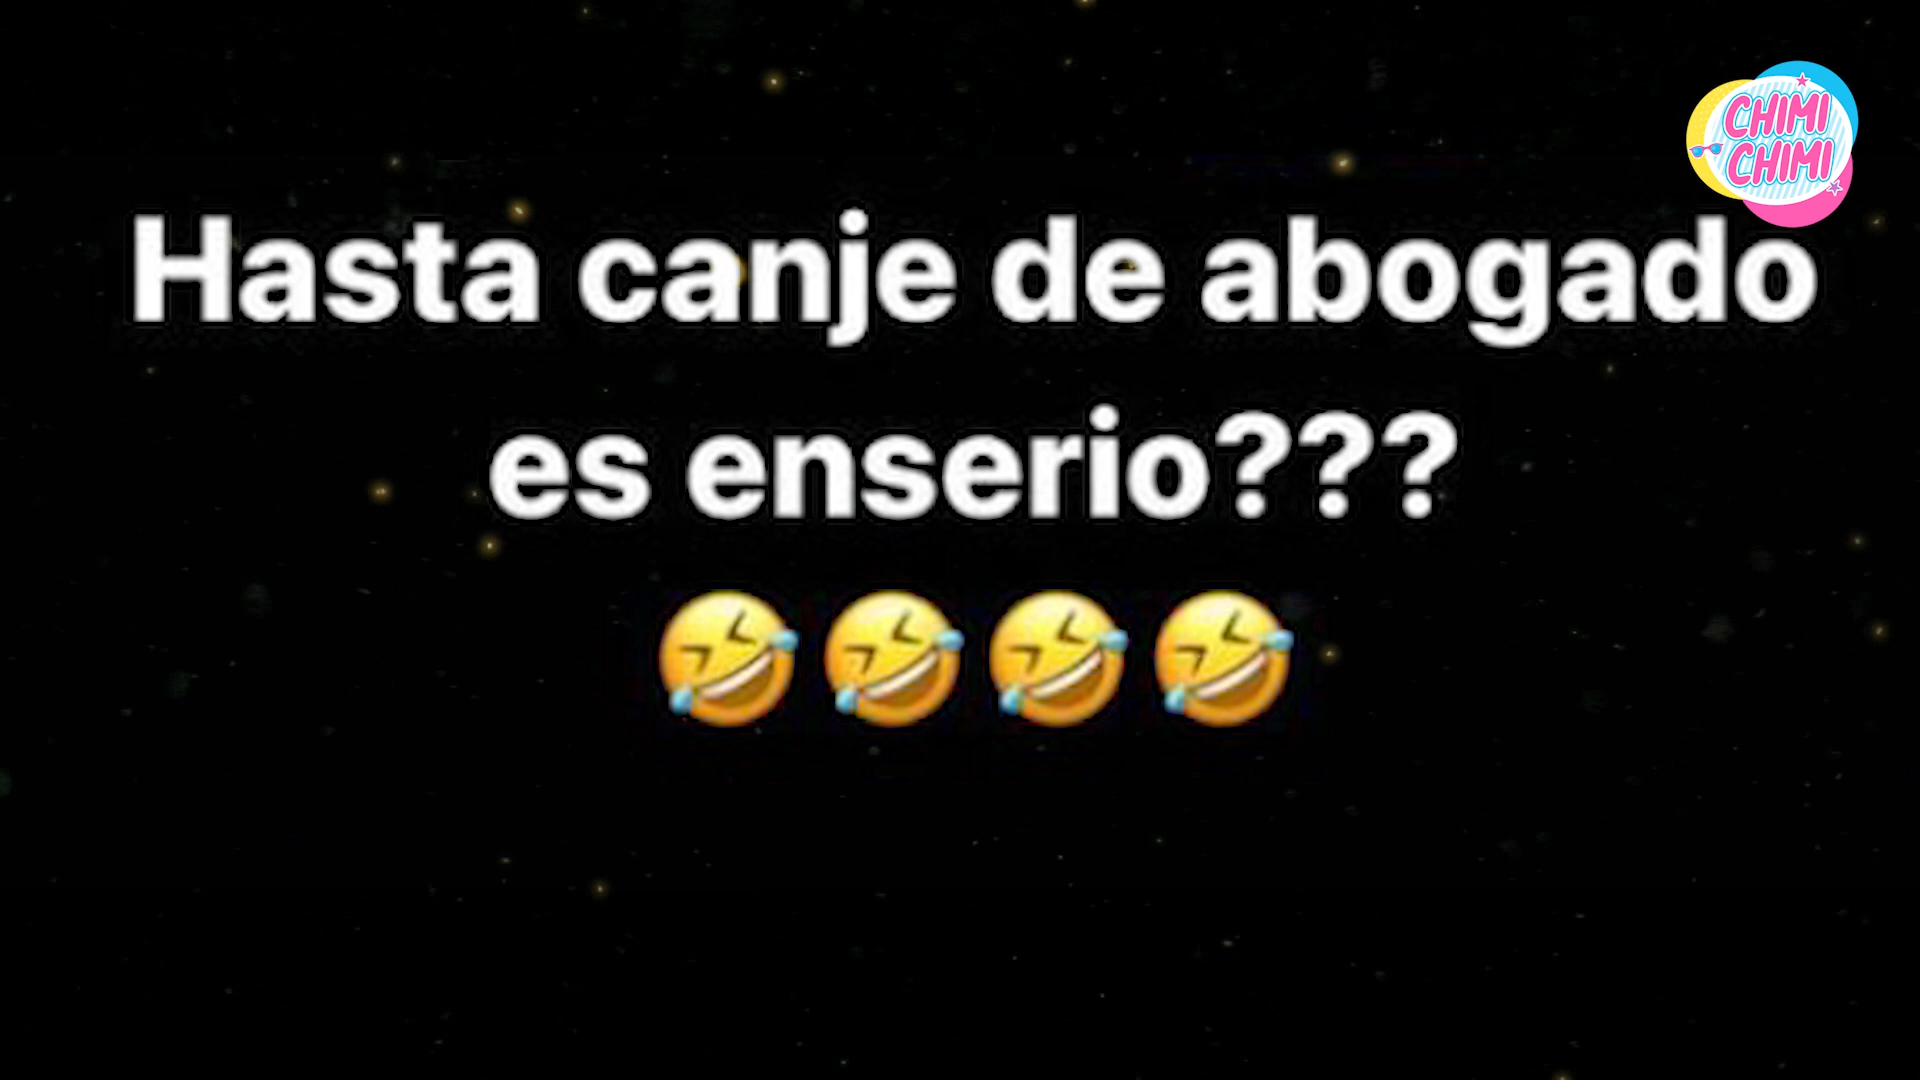 CHIMI
CHIMI
Hasta canje de abogado
es enserio???
🤣🤣🤣🤣